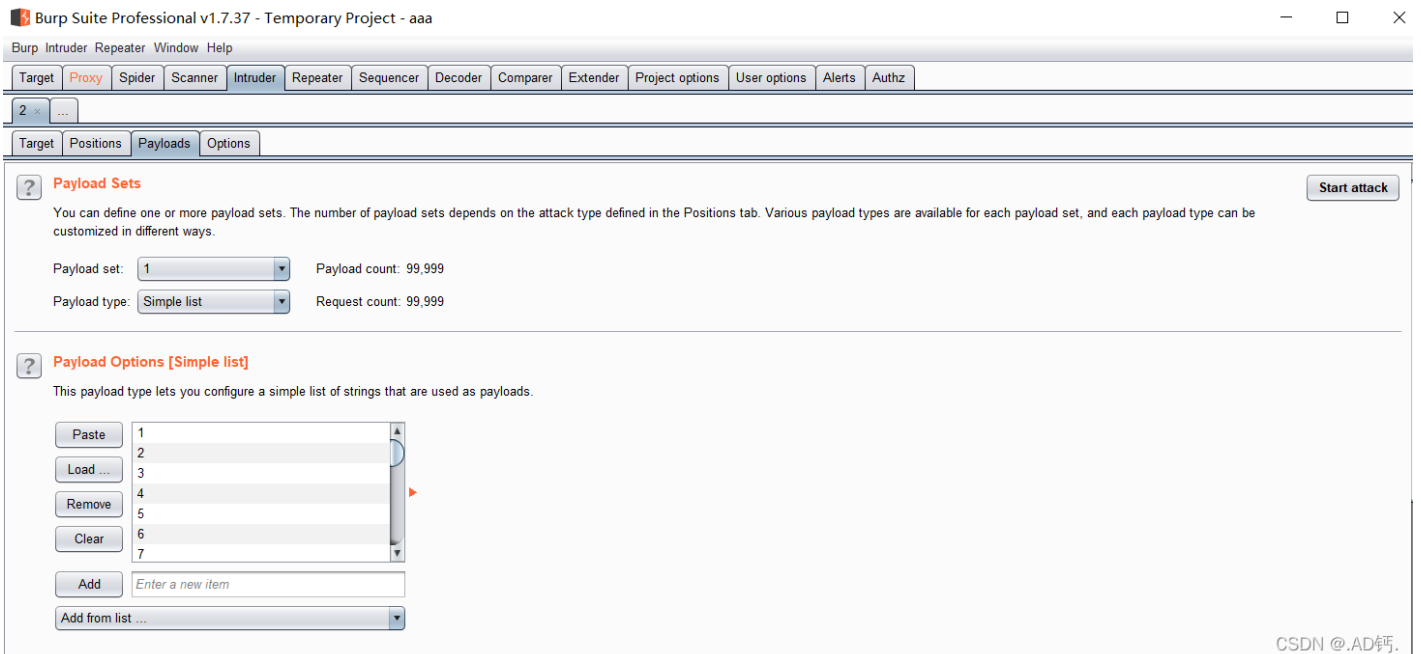 Burp Suite Professional v1.7.37 - Temporary Project - aaa
Burp Intruder Repeater Window Help
Target Proxy Spider Scanner Intruder Repeater Sequencer Decoder Comparer Extender Project options User options Alerts Authz
2 × ...
Target Positions Payloads Options
? Payload Sets Start attack
You can define one or more payload sets. The number of payload sets depends on the attack type defined in the Positions tab. Various payload types are available for each payload set, and each payload type can be
customized in different ways.
Payload set: 1 Payload count: 99,999
Payload type: Simple list Request count: 99,999
? Payload Options [Simple list]
This payload type lets you configure a simple list of strings that are used as payloads.
Paste 1
2
Load ... 3
4
Remove 5
6
Clear 7
Add Enter a new item
Add from list ...
CSDN @.AD钙.